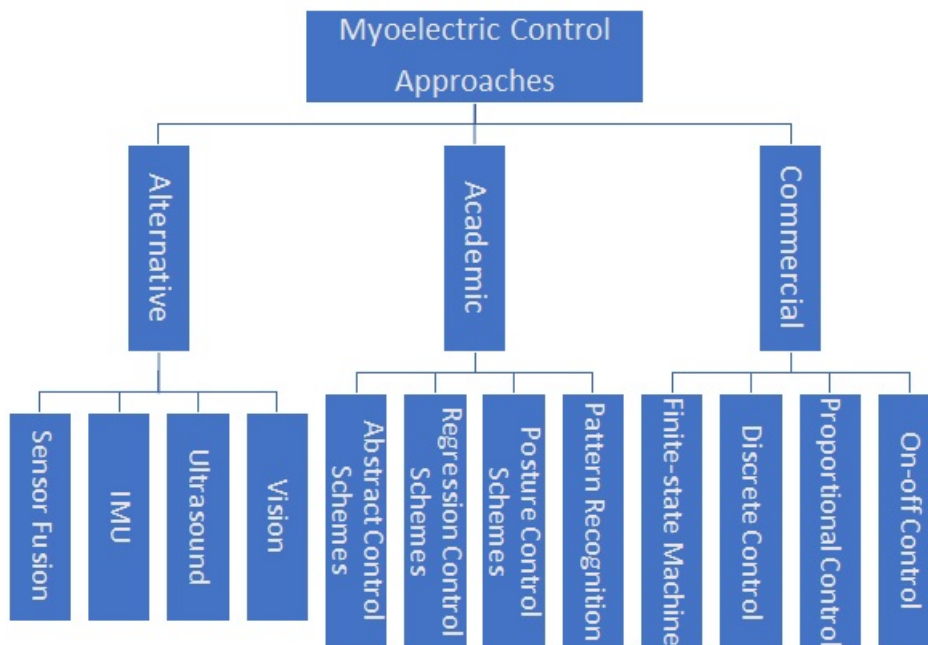 Myoelectric Control
Approaches
Alternative
Academic
Commercial
Sensor Fusion
IMU
Ultrasound
Vision
Abstract Control
Schemes
Regression Control
Schemes
Posture Control
Schemes
Pattern Recognition
Finite-state Machine
Discrete Control
Proportional Control
On-off Control